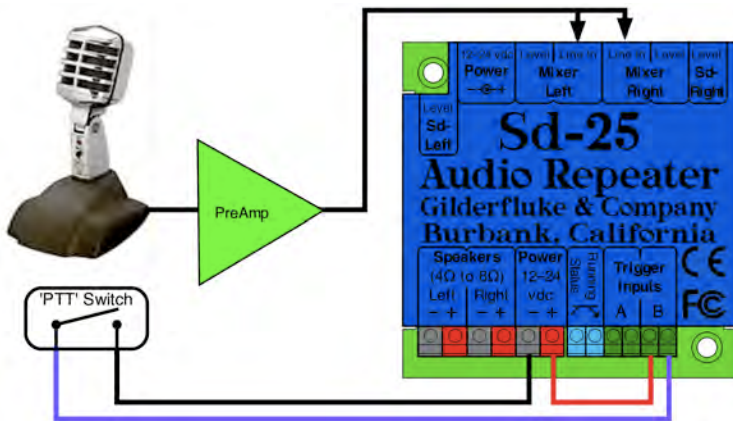 12-24 vdc Level Line In Line In Level Level
Power Mixer Mixer Sd-
- + Left Right Right
Level
Sd-
Left
Sd-25
Audio Repeater
Gilderfluke & Company
Burbank, California
PreAmp
Speakers Power Running Trigger
(4Ω to 8Ω) 12-24 Status Inputs
Left Right vdc A B
- + - + - +
CE
FC
'PTT' Switch